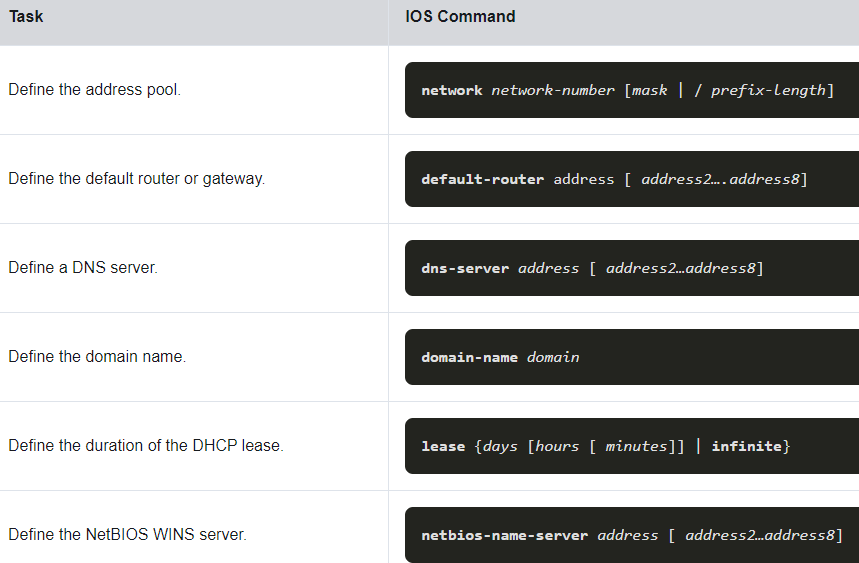 Task IOS Command
Define the address pool. network network-number [mask | / prefix-length]
Define the default router or gateway. default-router address [ address2….address8]
Define a DNS server. dns-server address [ address2…address8]
Define the domain name. domain-name domain
Define the duration of the DHCP lease. lease {days [hours [ minutes]] | infinite}
Define the NetBIOS WINS server. netbios-name-server address [ address2…address8]